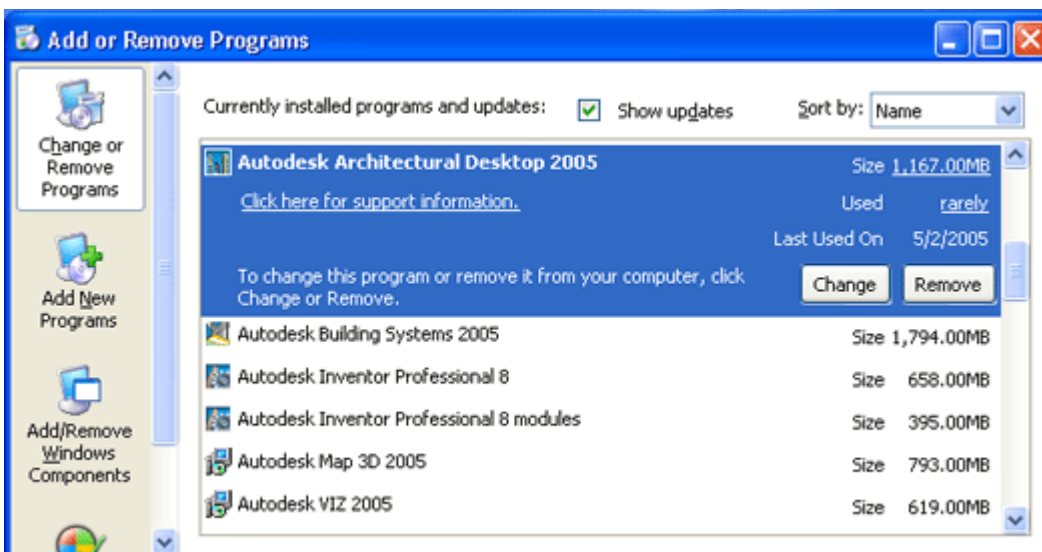 Add or Remove Programs
Change or
Remove
Programs
Add New
Programs
Add/Remove
Windows
Components
Currently installed programs and updates: Show updates Sort by: Name
Autodesk Architectural Desktop 2005 Size 1,167.00MB
Click here for support information. Used rarely
Last Used On 5/2/2005
To change this program or remove it from your computer, click
Change or Remove. Change Remove
Autodesk Building Systems 2005 Size 1,794.00MB
Autodesk Inventor Professional 8 Size 658.00MB
Autodesk Inventor Professional 8 modules Size 395.00MB
Autodesk Map 3D 2005 Size 793.00MB
Autodesk VIZ 2005 Size 619.00MB